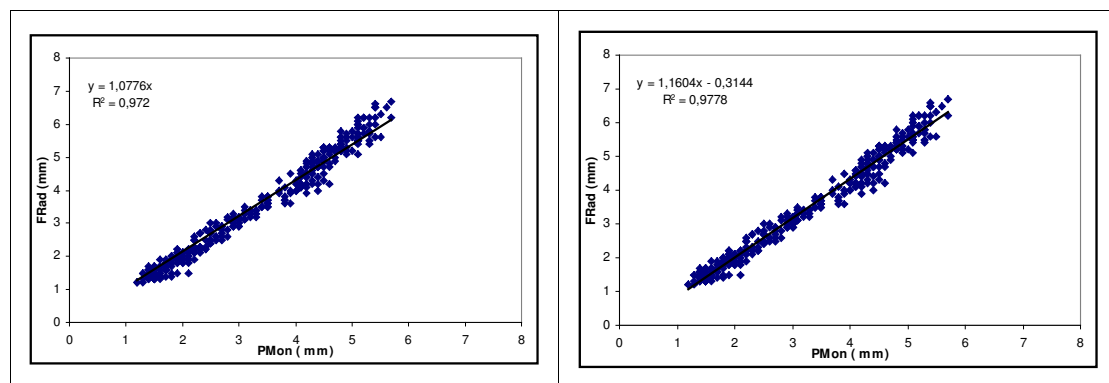 8
7
6
5
4
3
2
1
0
FRad (mm)
y = 1,0776x
R² = 0,972
0 1 2 3 4 5 6 7 8
PMon ( mm)
8
7
6
5
4
3
2
1
0
FRad (mm)
y = 1,1604x - 0,3144
R² = 0,9778
0 1 2 3 4 5 6 7 8
PMon ( mm)